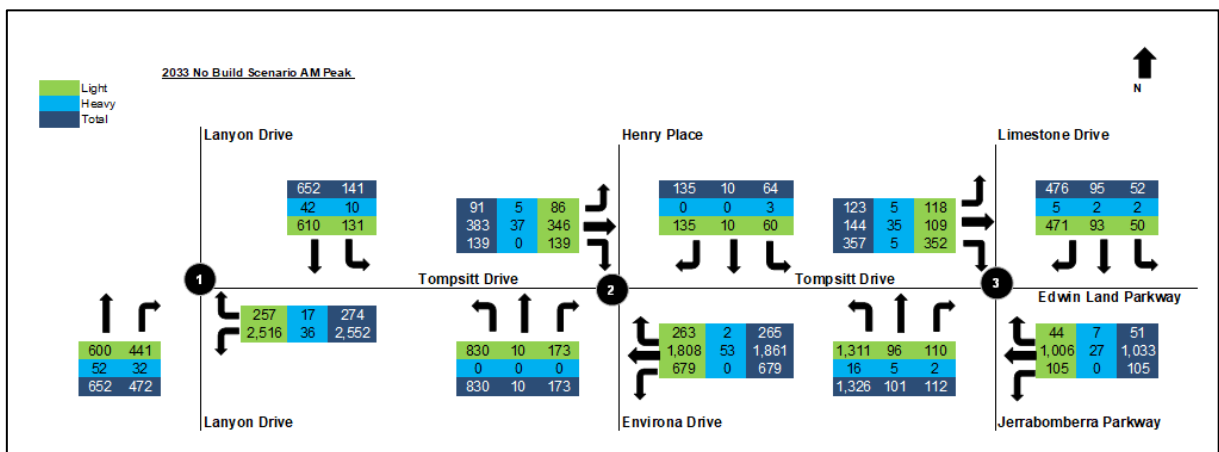 2033 No Build Scenario AM Peak
N
Light
Heavy
Total
Lanyon Drive
Henry Place
Limestone Drive
652 141
42 10
610 131
91 5 86
383 37 346
139 0 139
135 10 64
0 0 3
135 10 60
123 5 118
144 35 109
357 5 352
476 95 52
5 2 2
471 93 50
1
Tompsitt Drive
2
Tompsitt Drive
3
Edwin Land Parkway
257 17 274
2,516 36 2,552
600 441
52 32
652 472
830 10 173
0 0 0
830 10 173
263 2 265
1,808 53 1,861
679 0 679
1,311 96 110
16 5 2
1,326 101 112
44 7 51
1,006 27 1,033
105 0 105
Lanyon Drive
Environa Drive
Jerrabomberra Parkway